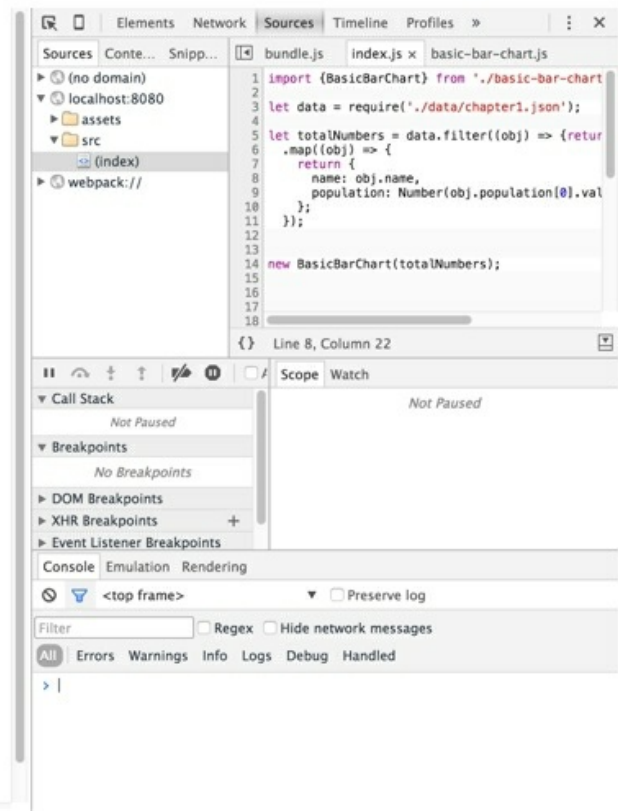 Elements Network Sources Timeline Profiles »
Sources Conte... Snipp...
(no domain)
localhost:8080
assets
src
(index)
webpack://
bundle.js index.js × basic-bar-chart.js
1 import {BasicBarChart} from './basic-bar-chart
2
3 let data = require('./data/chapter1.json');
4
5 let totalNumbers = data.filter((obj) => {retur
6 .map((obj) => {
7 return {
8 name: obj.name,
9 population: Number(obj.population[0].val
10 };
11 });
12
13
14 new BasicBarChart(totalNumbers);
15
16
17
18
{} Line 8, Column 22
Call Stack
Not Paused
Breakpoints
No Breakpoints
DOM Breakpoints
XHR Breakpoints +
Event Listener Breakpoints
Scope Watch
Not Paused
Console Emulation Rendering
<top frame> ▼ Preserve log
Filter Regex Hide network messages
All Errors Warnings Info Logs Debug Handled
>